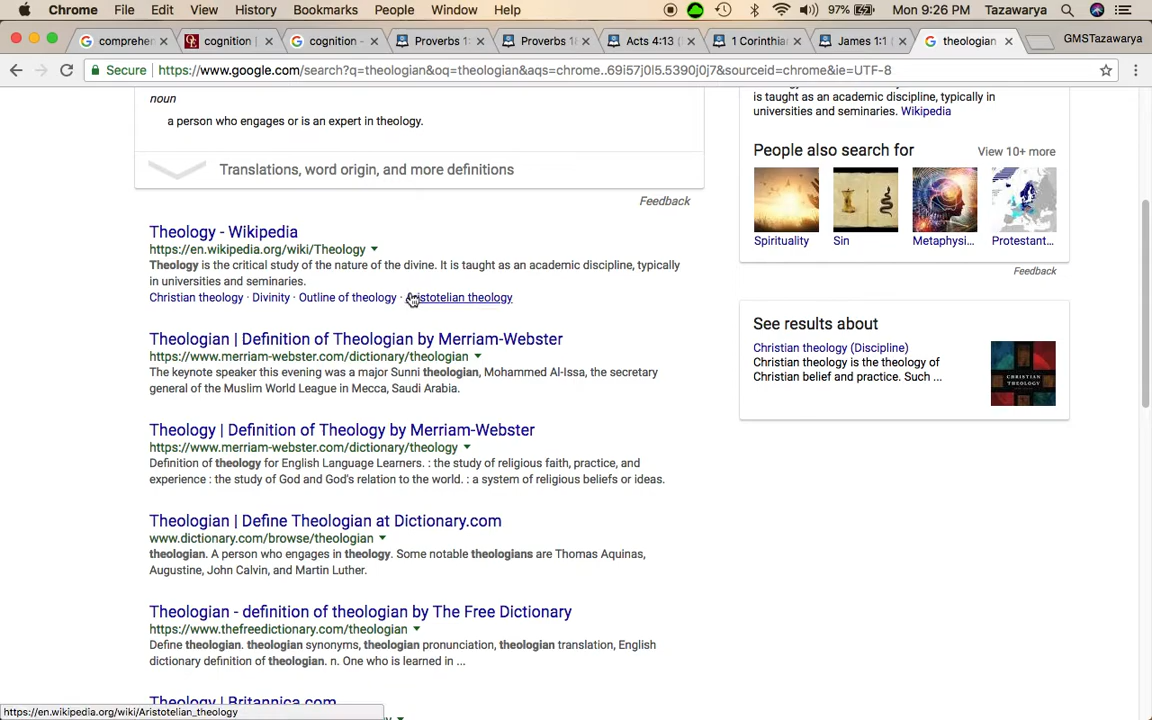 Chrome File Edit View History Bookmarks People Window Help 97% Mon 9:26 PM Tazawarya
comprehen cognition | cognition - Proverbs 1: Proverbs 18 Acts 4:13 ( 1 Corinthian James 1:1 ( theologian GMSTazawarya
Secure https://www.google.com/search?q=theologian&oq=theologian&aqs=chrome..69i57j0l5.5390j0j7&sourceid=chrome&ie=UTF-8
noun
a person who engages or is an expert in theology.
Translations, word origin, and more definitions
Feedback
Theology - Wikipedia
https://en.wikipedia.org/wiki/Theology
Theology is the critical study of the nature of the divine. It is taught as an academic discipline, typically
in universities and seminaries.
Christian theology · Divinity · Outline of theology · Aristotelian theology
Theologian | Definition of Theologian by Merriam-Webster
https://www.merriam-webster.com/dictionary/theologian
The keynote speaker this evening was a major Sunni theologian, Mohammed Al-Issa, the secretary
general of the Muslim World League in Mecca, Saudi Arabia.
Theology | Definition of Theology by Merriam-Webster
https://www.merriam-webster.com/dictionary/theology
Definition of theology for English Language Learners. : the study of religious faith, practice, and
experience : the study of God and God's relation to the world. : a system of religious beliefs or ideas.
Theologian | Define Theologian at Dictionary.com
www.dictionary.com/browse/theologian
theologian. A person who engages in theology. Some notable theologians are Thomas Aquinas,
Augustine, John Calvin, and Martin Luther.
Theologian - definition of theologian by The Free Dictionary
https://www.thefreedictionary.com/theologian
Define theologian. theologian synonyms, theologian pronunciation, theologian translation, English
dictionary definition of theologian. n. One who is learned in ...
Theology | Britannica.com
https://en.wikipedia.org/wiki/Aristotelian_theology
is taught as an academic discipline, typically in
universities and seminaries. Wikipedia
People also search for View 10+ more
Spirituality Sin Metaphysi... Protestant...
Feedback
See results about
Christian theology (Discipline)
Christian theology is the theology of
Christian belief and practice. Such ...
CHRISTIAN
THEOLOGY